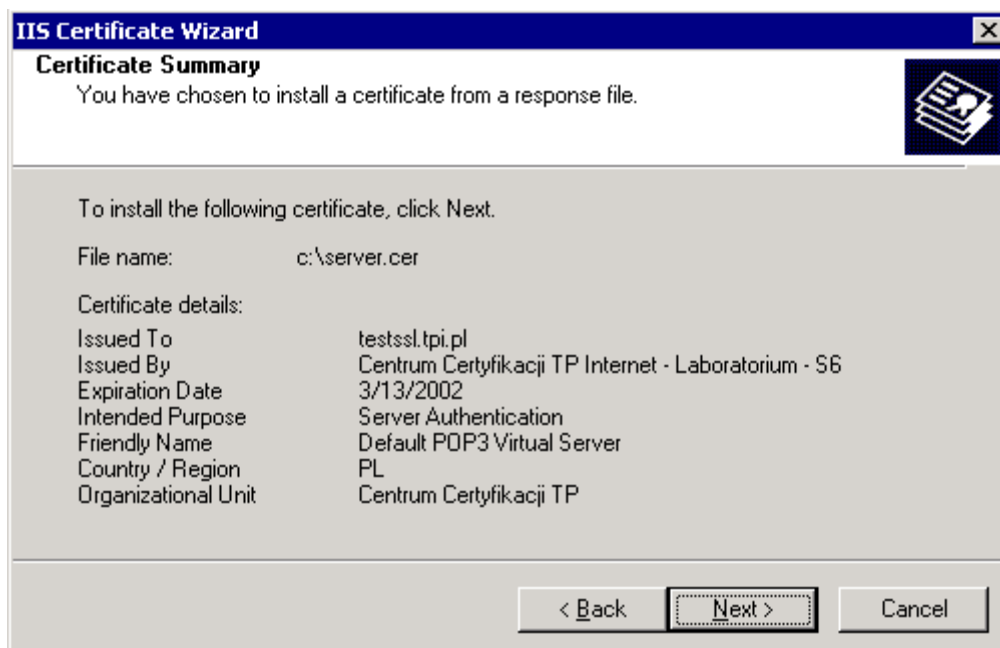 IIS Certificate Wizard
Certificate Summary
You have chosen to install a certificate from a response file.
To install the following certificate, click Next.
File name: c:\server.cer
Certificate details:
Issued To testssl.tpi.pl
Issued By Centrum Certyfikacji TP Internet - Laboratorium - S6
Expiration Date 3/13/2002
Intended Purpose Server Authentication
Friendly Name Default POP3 Virtual Server
Country / Region PL
Organizational Unit Centrum Certyfikacji TP
< Back Next > Cancel